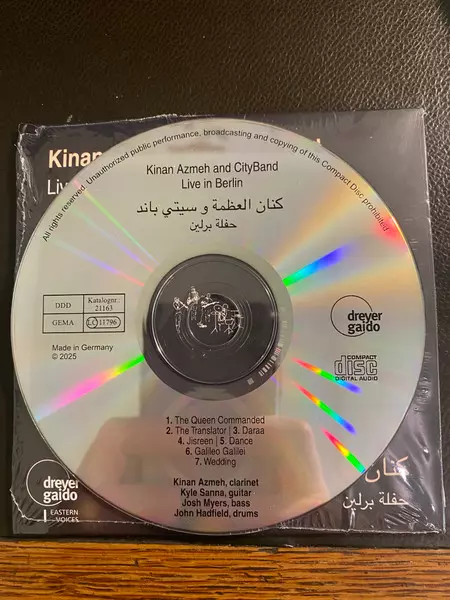 Kinan
Liv
All rights reserved. Unauthorized public performance, broadcasting and copying of this Compact Disc prohibited.
Kinan Azmeh and CityBand
Live in Berlin
كنان العظمة و سيتي باند
حفلة برلين
DDD
Katalognr.
21163
GEMA
LC 11796
dreyer
gaido
Made in Germany
© 2025
COMPACT
disc
DIGITAL AUDIO
1. The Queen Commanded
2. The Translator | 3. Daraa
4. Jisreen | 5. Dance
6. Galileo Galilei
7. Wedding
Kinan Azmeh, clarinet
Kyle Sanna, guitar
Josh Myers, bass
John Hadfield, drums
dreyer
gaido
EASTERN
VOICES
كنان
حفلة برلين